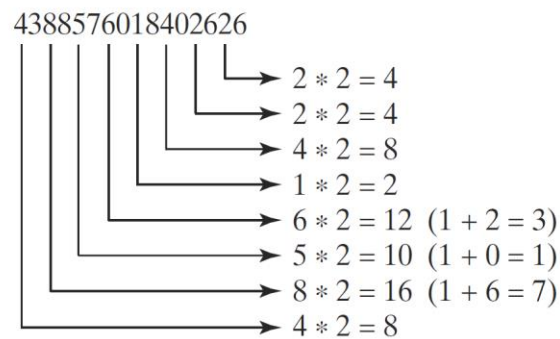 4388576018402626
2 * 2 = 4
2 * 2 = 4
4 * 2 = 8
1 * 2 = 2
6 * 2 = 12 (1 + 2 = 3)
5 * 2 = 10 (1 + 0 = 1)
8 * 2 = 16 (1 + 6 = 7)
4 * 2 = 8